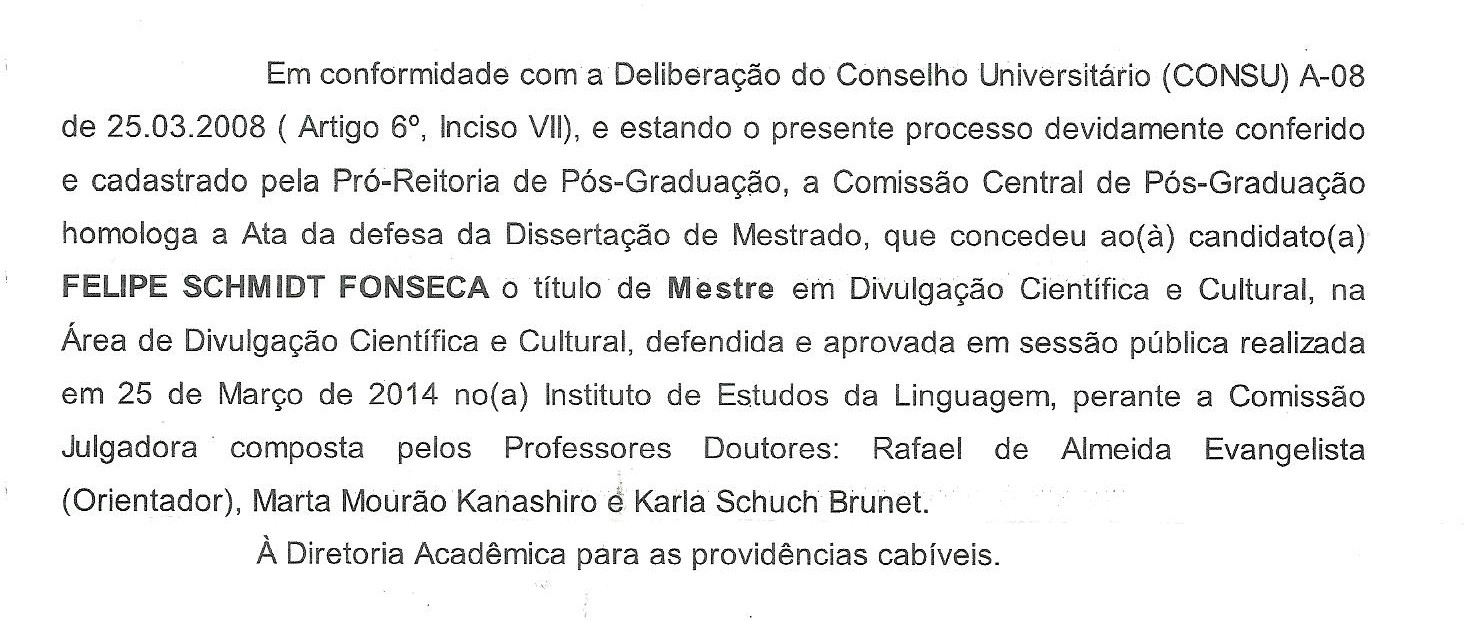 Em conformidade com a Deliberação do Conselho Universitário (CONSU) A-08
de 25.03.2008 ( Artigo 6º, Inciso VII), e estando o presente processo devidamente conferido
e cadastrado pela Pró-Reitoria de Pós-Graduação, a Comissão Central de Pós-Graduação
homologa a Ata da defesa da Dissertação de Mestrado, que concedeu ao(à) candidato(a)
FELIPE SCHMIDT FONSECA o título de Mestre em Divulgação Científica e Cultural, na
Área de Divulgação Científica e Cultural, defendida e aprovada em sessão pública realizada
em 25 de Março de 2014 no(a) Instituto de Estudos da Linguagem, perante a Comissão
Julgadora composta pelos Professores Doutores: Rafael de Almeida Evangelista
(Orientador), Marta Mourão Kanashiro e Karla Schuch Brunet.
À Diretoria Acadêmica para as providências cabíveis.